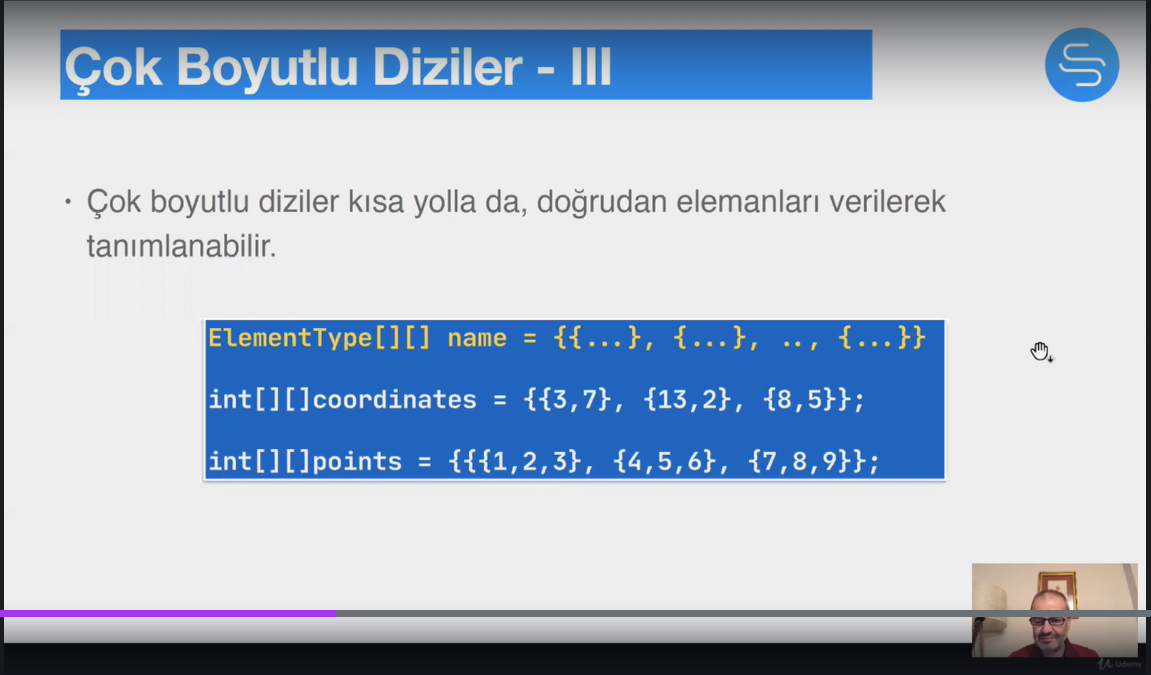 Çok Boyutlu Diziler - III
• Çok boyutlu diziler kısa yolla da, doğrudan elemanları verilerek
tanımlanabilir.
ElementType[][] name = {{...}, {...}, .., {...}}
int[][]coordinates = {{3,7}, {13,2}, {8,5}};
int[][]points = {{{1,2,3}, {4,5,6}, {7,8,9}};
Udemy